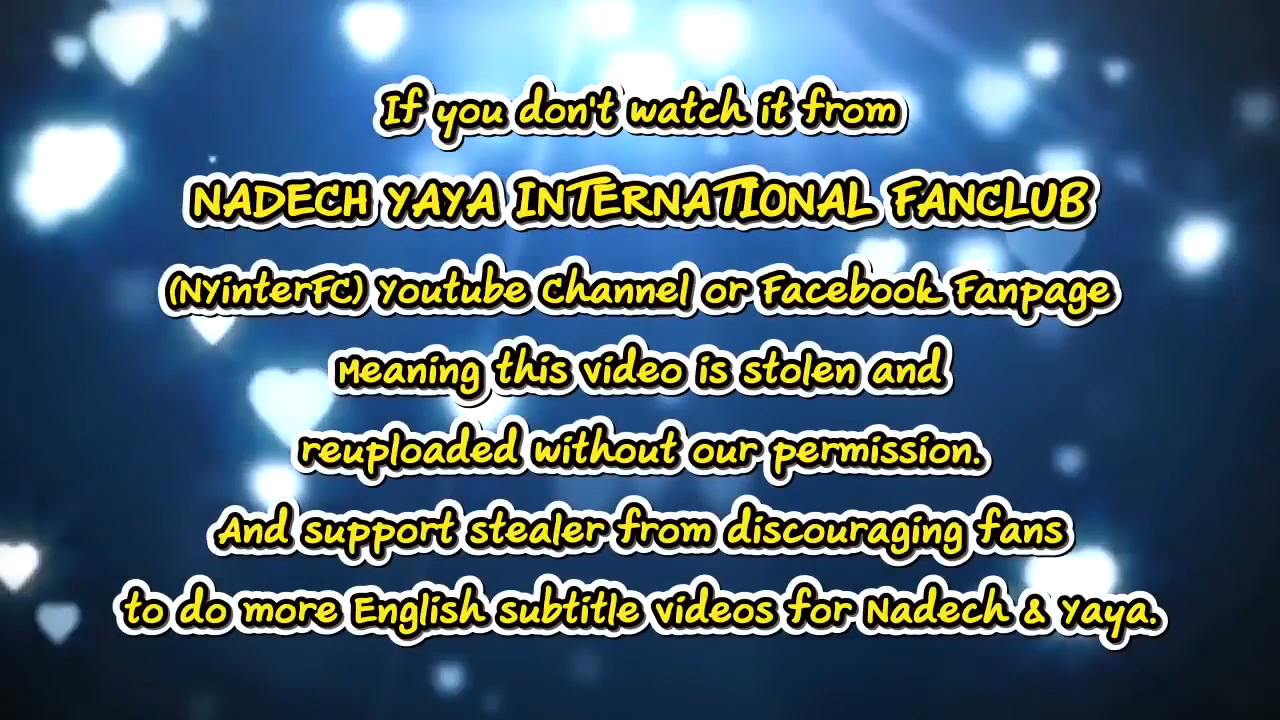 If you don't watch it from
NADECH YAYA INTERNATIONAL FANCLUB
(NYinterFC) Youtube Channel or Facebook Fanpage
Meaning this video is stolen and
reuploaded without our permission.
And support stealer from discouraging fans
to do more English subtitle videos for Nadech & Yaya.